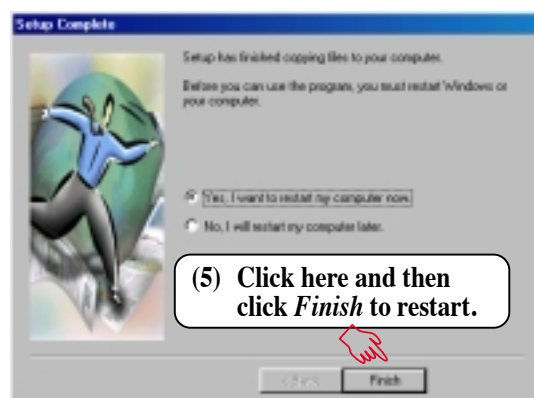 Setup Complete
Setup has finished copying files to your computer.
Before you can use the program, you must restart Windows or
your computer.
Yes, I want to restart my computer now.
No, I will restart my computer later.
(5) Click here and then
click Finish to restart.
< Back
Finish